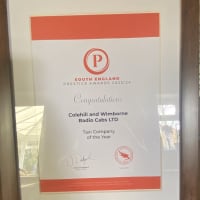 P
SOUTH ENGLAND
PRESTIGE AWARDS 2023/24
Congratulations
Colehill and Wimborne
Radio Cabs LTD
Taxi Company
of the Year